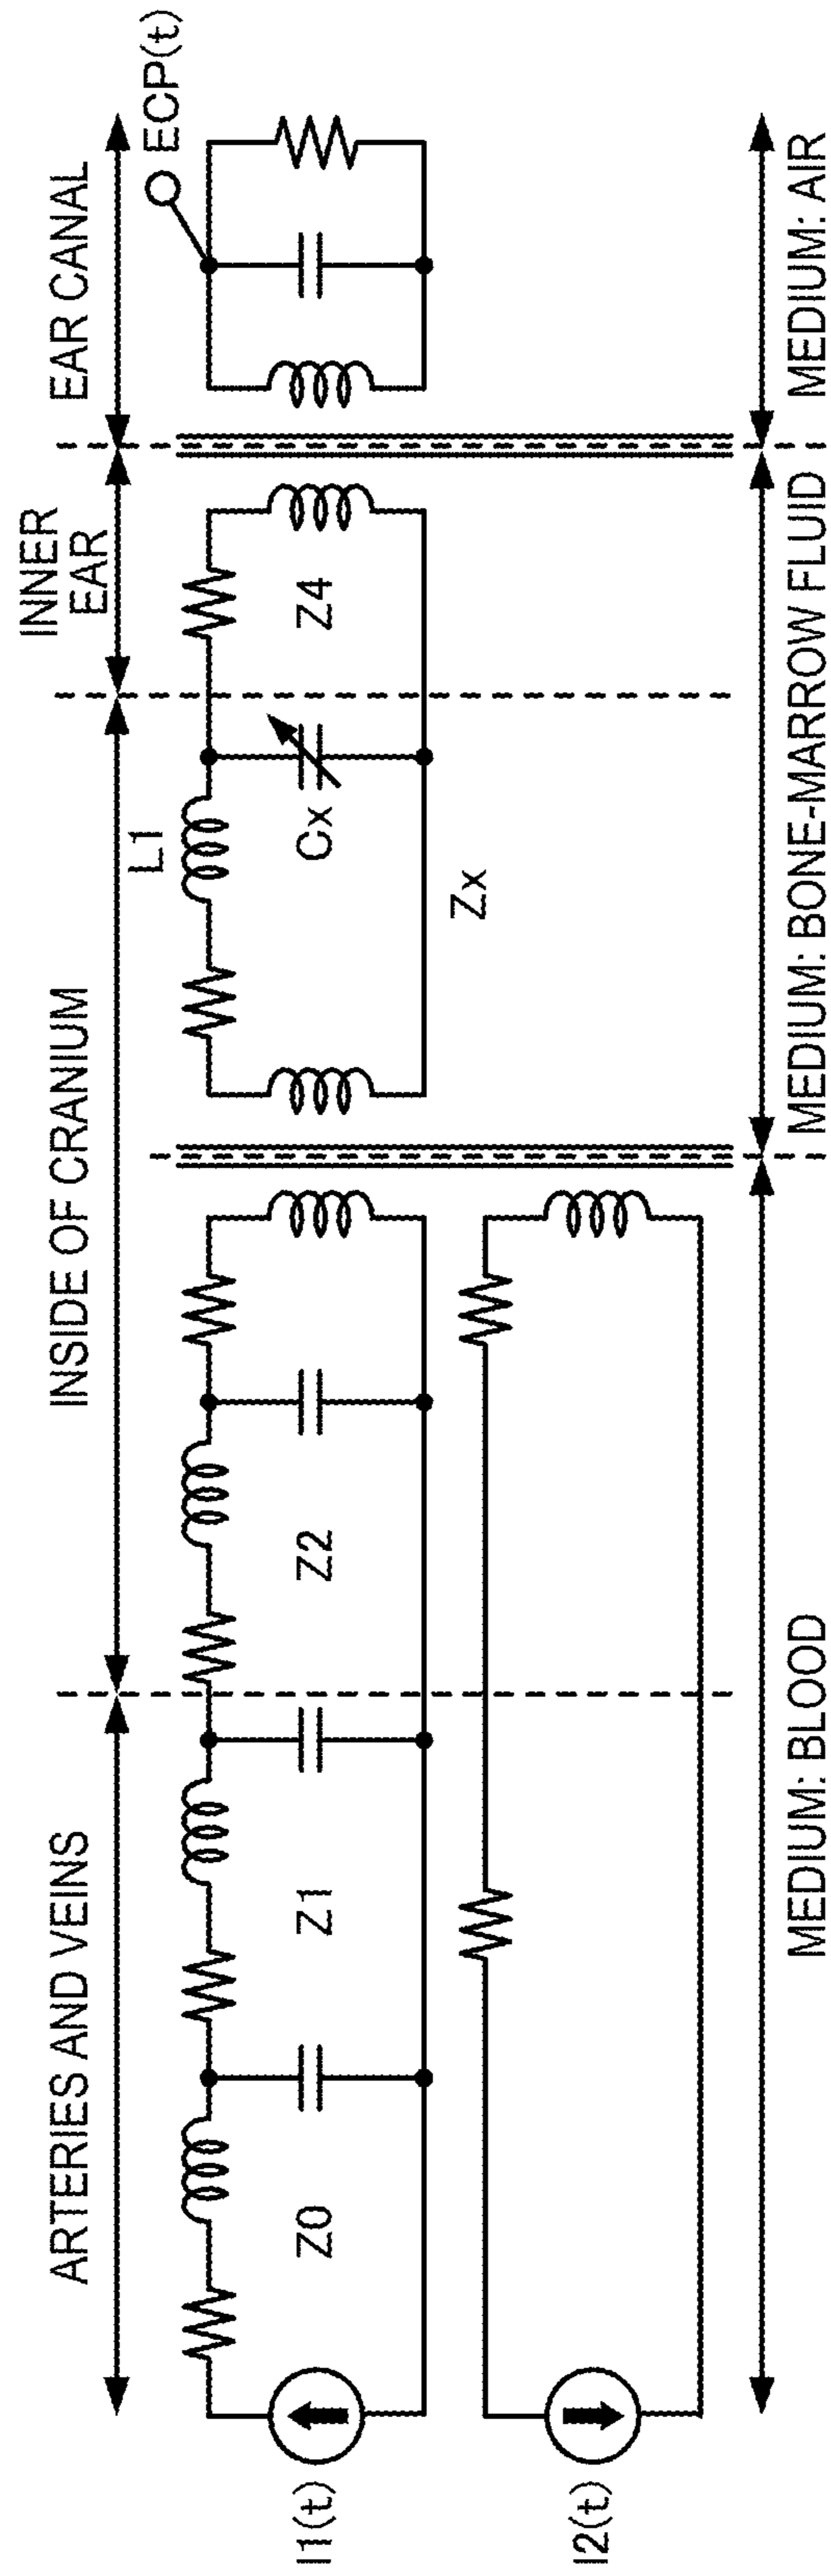 ARTERIES AND VEINS
INSIDE OF CRANIUM
INNER
EAR
EAR CANAL
ECP(t)
L1
I1(t)
Z0
Z1
Z2
Cx
Z4
Zx
I2(t)
MEDIUM: BLOOD
MEDIUM: BONE-MARROW FLUID
MEDIUM: AIR